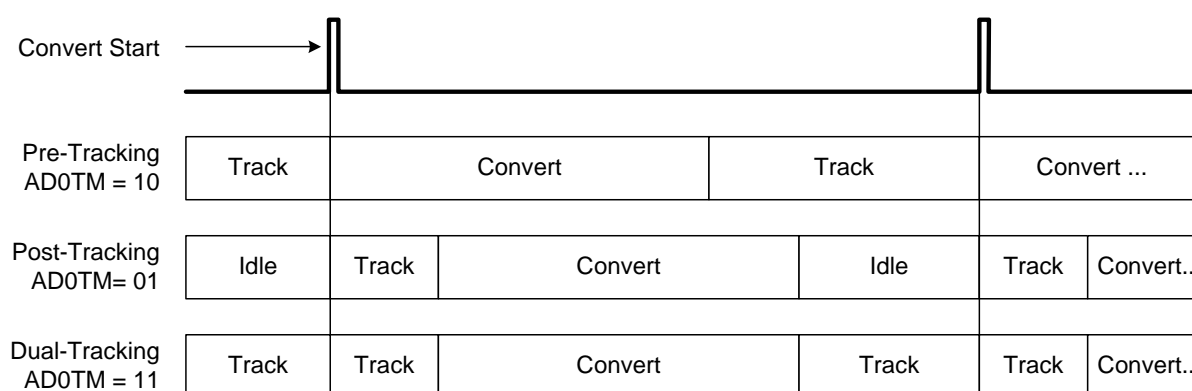 Convert Start
Pre-Tracking
AD0TM = 10
Track Convert Track Convert ...
Post-Tracking
AD0TM= 01
Idle Track Convert Idle Track Convert..
Dual-Tracking
AD0TM = 11
Track Track Convert Track Track Convert..